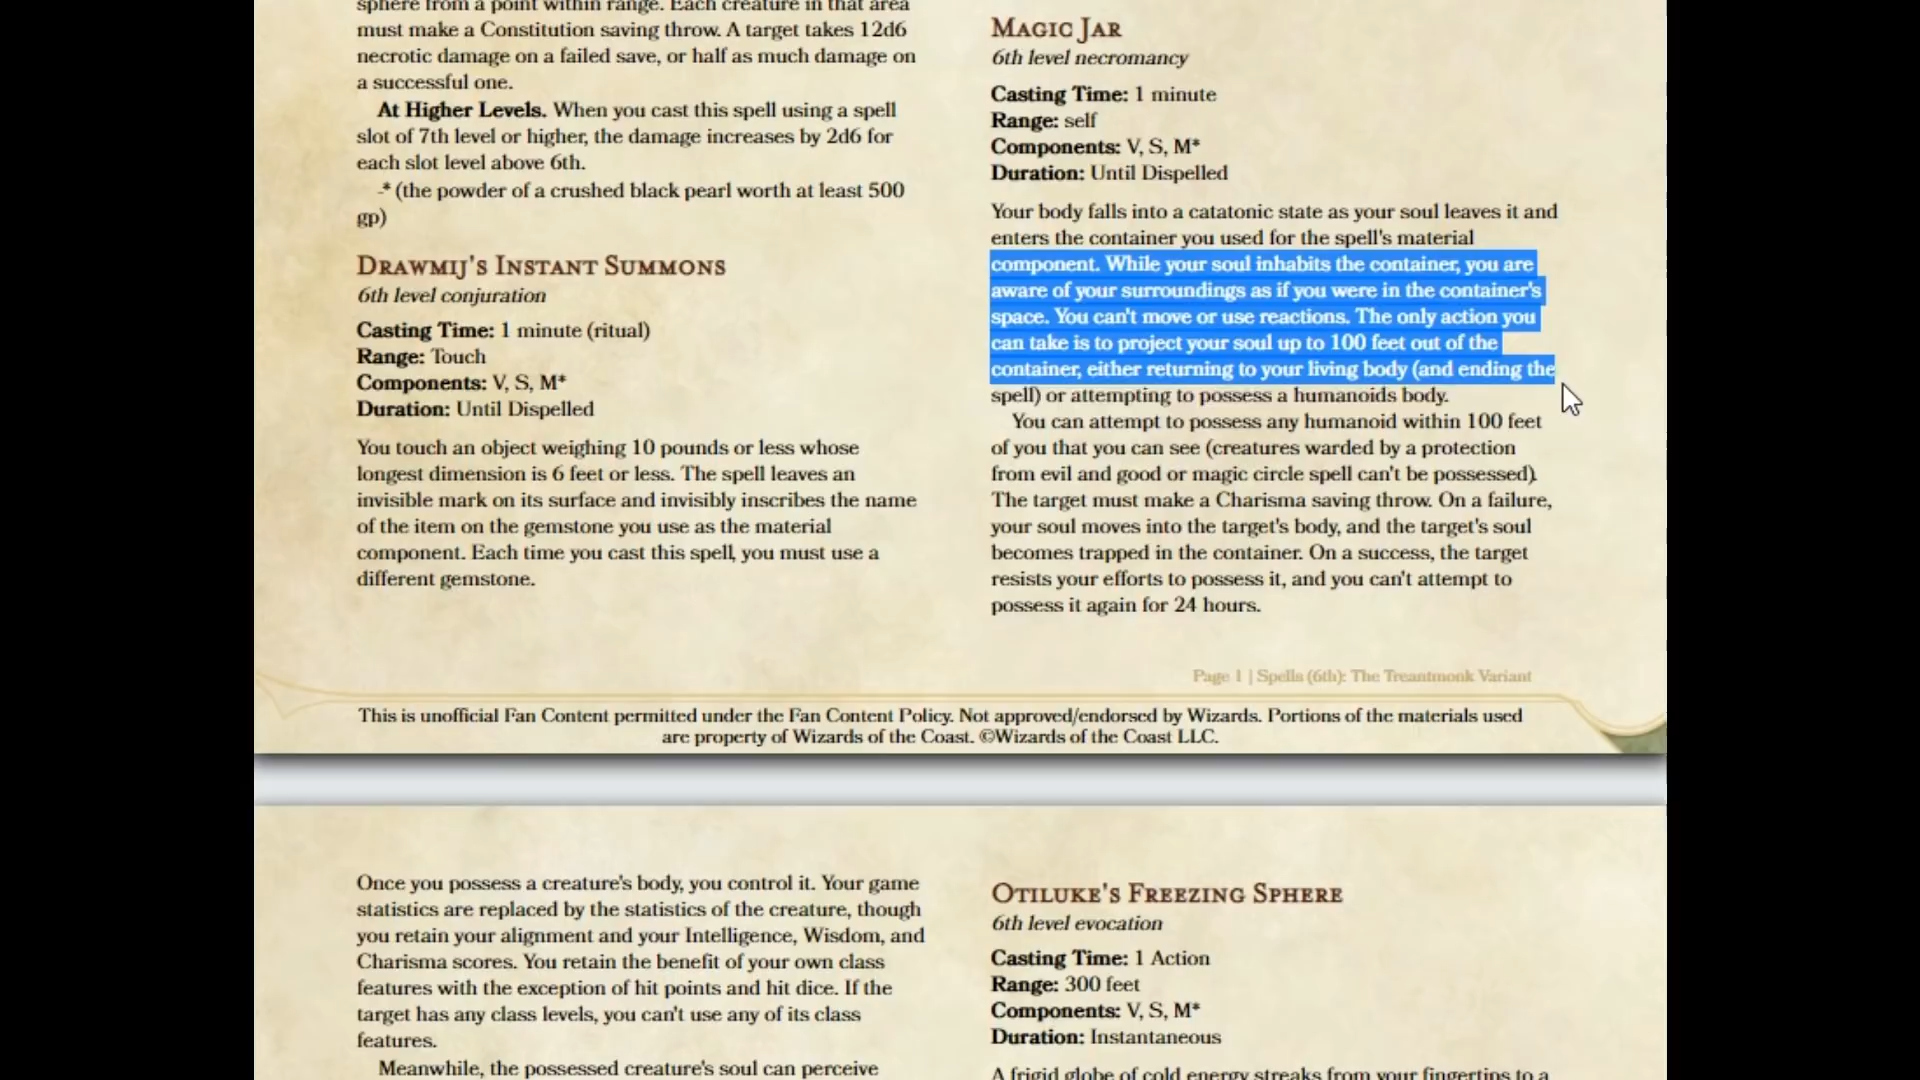 sphere from a point within range. Each creature in that area
must make a Constitution saving throw. A target takes 12d6
necrotic damage on a failed save, or half as much damage on
a successful one.
At Higher Levels. When you cast this spell using a spell
slot of 7th level or higher, the damage increases by 2d6 for
each slot level above 6th.
-* (the powder of a crushed black pearl worth at least 500
gp)
Drawmij's Instant Summons
6th level conjuration
Casting Time: 1 minute (ritual)
Range: Touch
Components: V, S, M*
Duration: Until Dispelled
You touch an object weighing 10 pounds or less whose
longest dimension is 6 feet or less. The spell leaves an
invisible mark on its surface and invisibly inscribes the name
of the item on the gemstone you use as the material
component. Each time you cast this spell, you must use a
different gemstone.
Magic Jar
6th level necromancy
Casting Time: 1 minute
Range: self
Components: V, S, M*
Duration: Until Dispelled
Your body falls into a catatonic state as your soul leaves it and
enters the container you used for the spell's material
component. While your soul inhabits the container, you are
aware of your surroundings as if you were in the container's
space. You can't move or use reactions. The only action you
can take is to project your soul up to 100 feet out of the
container, either returning to your living body (and ending the
spell) or attempting to possess a humanoids body.
You can attempt to possess any humanoid within 100 feet
of you that you can see (creatures warded by a protection
from evil and good or magic circle spell can't be possessed).
The target must make a Charisma saving throw. On a failure,
your soul moves into the target's body, and the target's soul
becomes trapped in the container. On a success, the target
resists your efforts to possess it, and you can't attempt to
possess it again for 24 hours.
Page 1 | Spells (6th): The Treantmonk Variant
This is unofficial Fan Content permitted under the Fan Content Policy. Not approved/endorsed by Wizards. Portions of the materials used
are property of Wizards of the Coast. ©Wizards of the Coast LLC.
Once you possess a creature's body, you control it. Your game
statistics are replaced by the statistics of the creature, though
you retain your alignment and your Intelligence, Wisdom, and
Charisma scores. You retain the benefit of your own class
features with the exception of hit points and hit dice. If the
target has any class levels, you can't use any of its class
features.
Meanwhile, the possessed creature's soul can perceive
Otiluke's Freezing Sphere
6th level evocation
Casting Time: 1 Action
Range: 300 feet
Components: V, S, M*
Duration: Instantaneous
A frigid globe of cold energy streaks from your fingertips to a